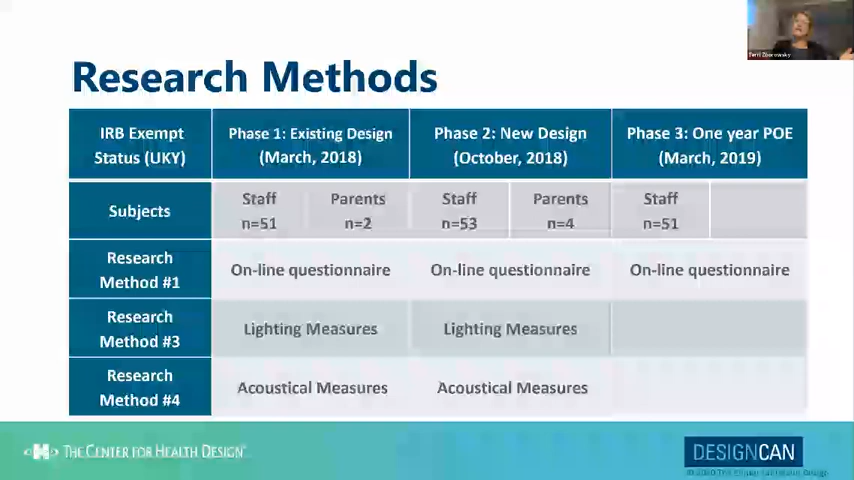 Terri Zborowsky
Research Methods
IRB Exempt
Status (UKY)
Phase 1: Existing Design
(March, 2018)
Phase 2: New Design
(October, 2018)
Phase 3: One year POE
(March, 2019)
Subjects
Staff
n=51
Parents
n=2
Staff
n=53
Parents
n=4
Staff
n=51
Research
Method #1
On-line questionnaire
On-line questionnaire
On-line questionnaire
Research
Method #3
Lighting Measures
Lighting Measures
Research
Method #4
Acoustical Measures
Acoustical Measures
THE CENTER FOR HEALTH DESIGN
DESIGNCAN